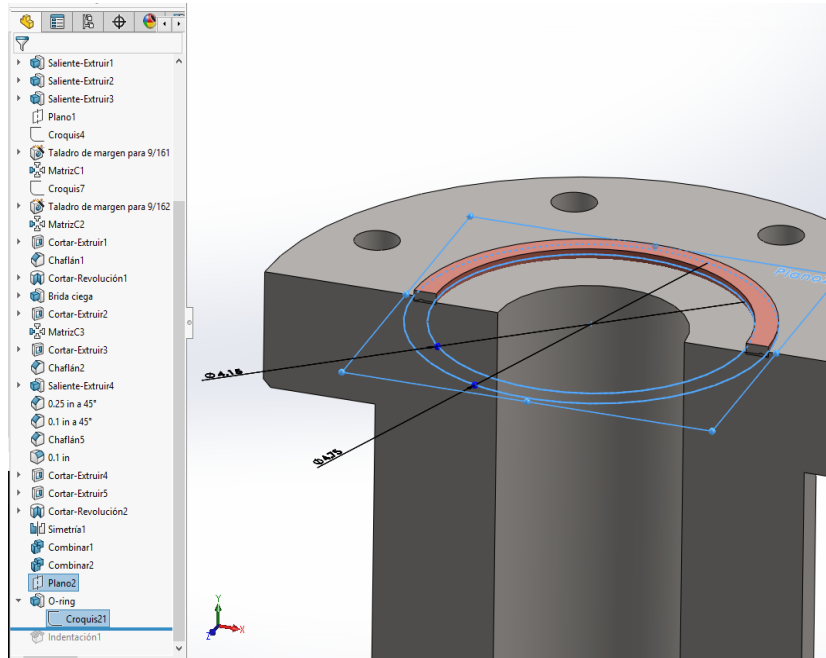 Saliente-Extruir1
Saliente-Extruir2
Saliente-Extruir3
Plano1
Croquis4
Taladro de margen para 9/161
MatrizC1
Croquis7
Taladro de margen para 9/162
MatrizC2
Cortar-Extruir1
Chaflán1
Cortar-Revolución1
Brida ciega
Cortar-Extruir2
MatrizC3
Cortar-Extruir3
Chaflán2
Saliente-Extruir4
0.25 in a 45°
0.1 in a 45°
Chaflán5
0.1 in
Cortar-Extruir4
Cortar-Extruir5
Cortar-Revolución2
Simetría1
Combinar1
Combinar2
Plano2
O-ring
Croquis21
Indentación1
Ø4.75
Y
X
Z